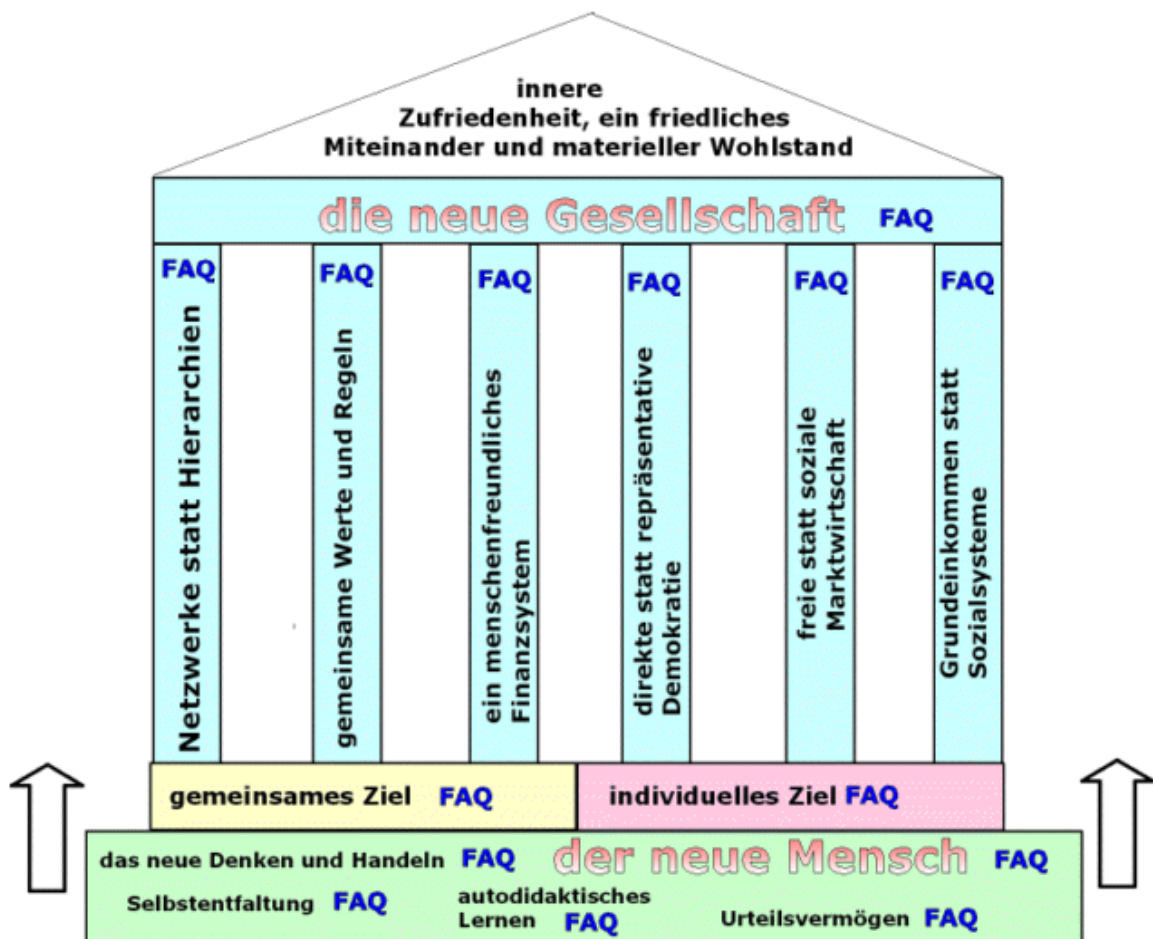 innere
Zufriedenheit, ein friedliches
Miteinander und materieller Wohlstand
die neue Gesellschaft FAQ
FAQ
Netzwerke statt Hierarchien
FAQ
gemeinsame Werte und Regeln
FAQ
ein menschenfreundliches
Finanzsystem
FAQ
direkte statt repräsentative
Demokratie
FAQ
freie statt soziale
Marktwirtschaft
FAQ
Grundeinkommen statt
Sozialsysteme
gemeinsames Ziel FAQ
individuelles Ziel FAQ
das neue Denken und Handeln FAQ
der neue Mensch FAQ
Selbstentfaltung FAQ
autodidaktisches
Lernen FAQ
Urteilsvermögen FAQ